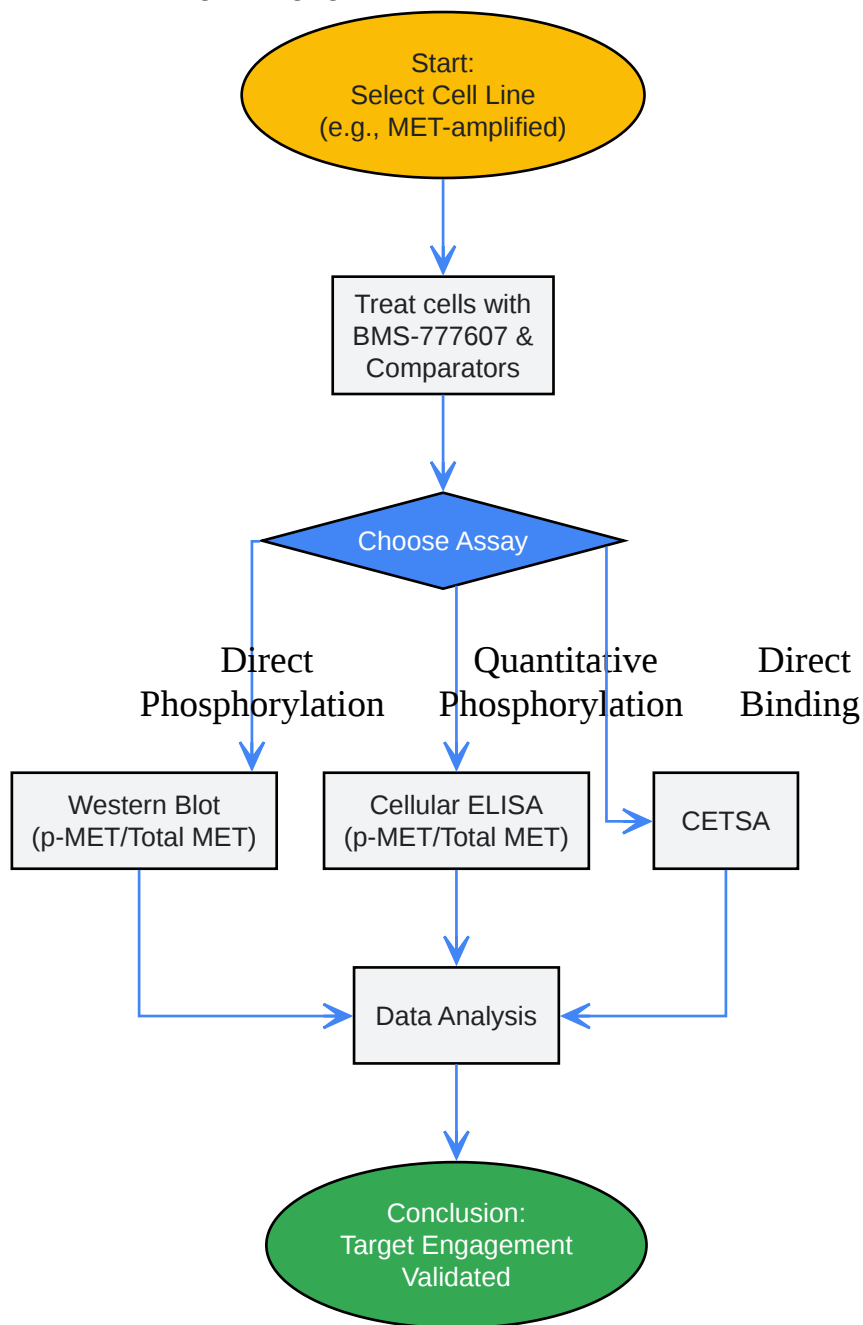 Start:
Select Cell Line
(e.g., MET-amplified)
Treat cells with
BMS-777607 &
Comparators
Choose Assay
Direct
Phosphorylation
Quantitative
Phosphorylation
Direct
Binding
Western Blot
(p-MET/Total MET)
Cellular ELISA
(p-MET/Total MET)
CETSA
Data Analysis
Conclusion:
Target Engagement
Validated